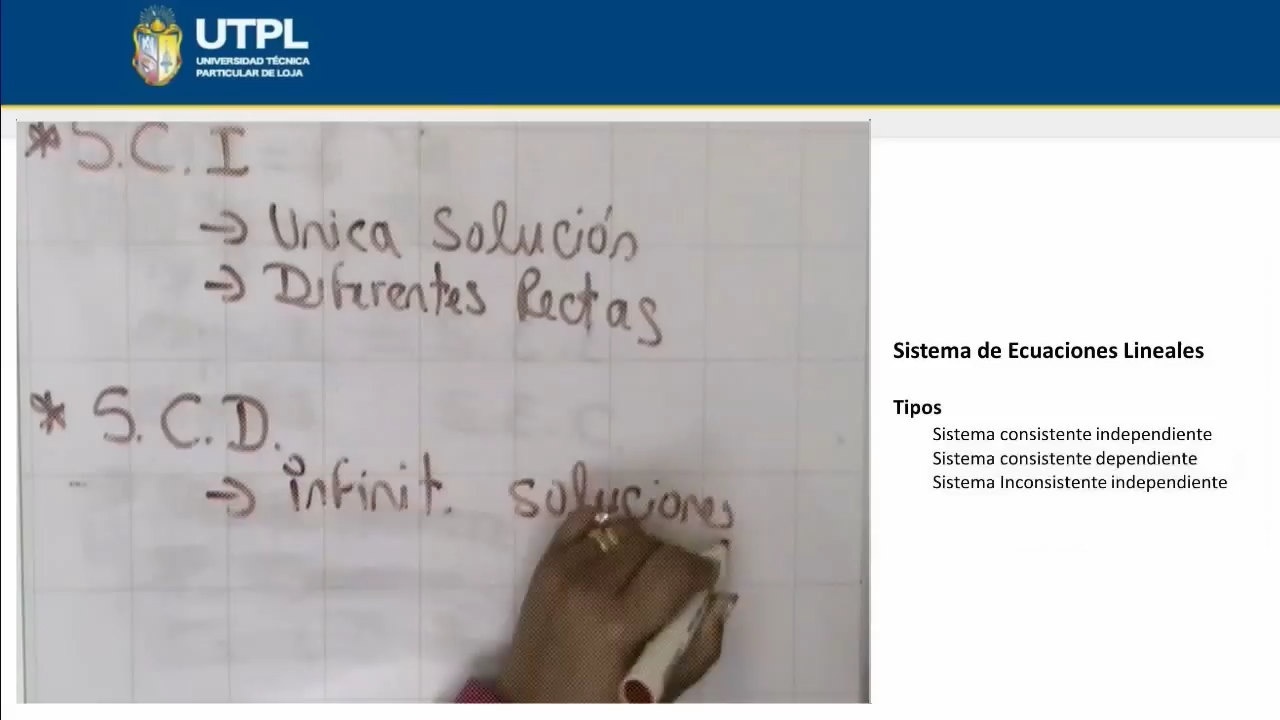 UTPL
UNIVERSIDAD TÉCNICA
PARTICULAR DE LOJA
* S.C.I
→ Unica Solución
→ Diferentes Rectas
* S.C.D.
→ infinit. soluciones
Sistema de Ecuaciones Lineales
Tipos
Sistema consistente independiente
Sistema consistente dependiente
Sistema Inconsistente independiente